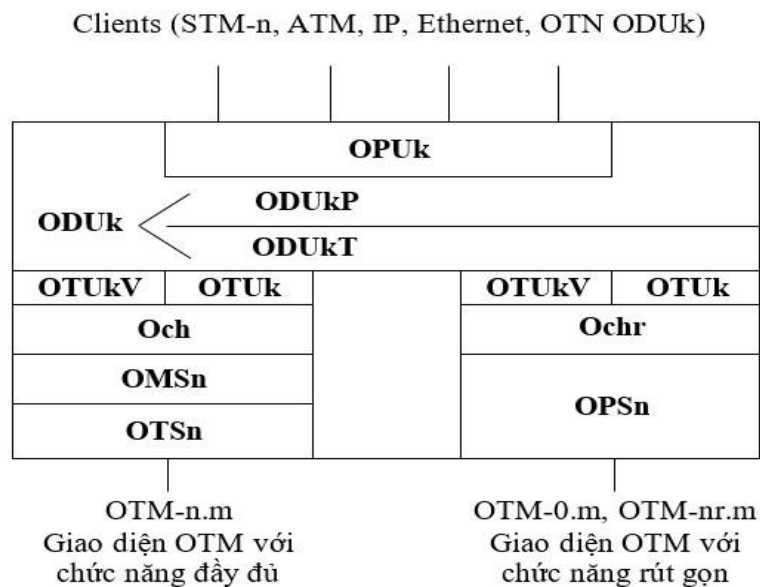 Clients (STM-n, ATM, IP, Ethernet, OTN ODUk)
OPUk
ODUkP
ODUk
ODUkT
OTUkV OTUk OTUkV OTUk
Och Ochr
OMSn
OPSn
OTSn
OTM-n.m
Giao diện OTM với
chức năng đầy đủ
OTM-0.m, OTM-nr.m
Giao diện OTM với
chức năng rút gọn